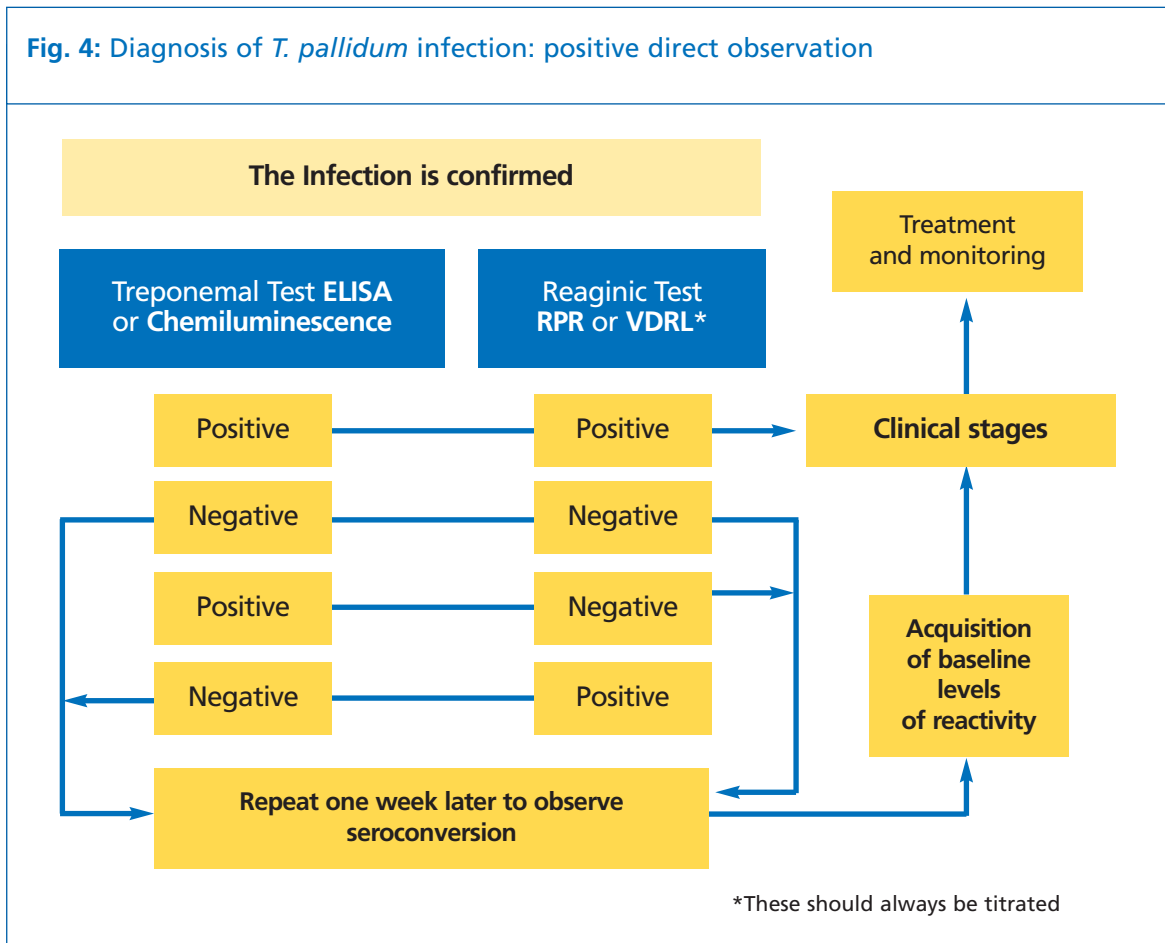 Fig. 4: Diagnosis of T. pallidum infection: positive direct observation
The Infection is confirmed
Treatment
and monitoring
Treponemal Test ELISA
or Chemiluminescence
Reaginic Test
RPR or VDRL*
Positive
Positive
Clinical stages
Negative
Negative
Positive
Negative
Acquisition
of baseline
levels
of reactivity
Negative
Positive
Repeat one week later to observe
seroconversion
*These should always be titrated